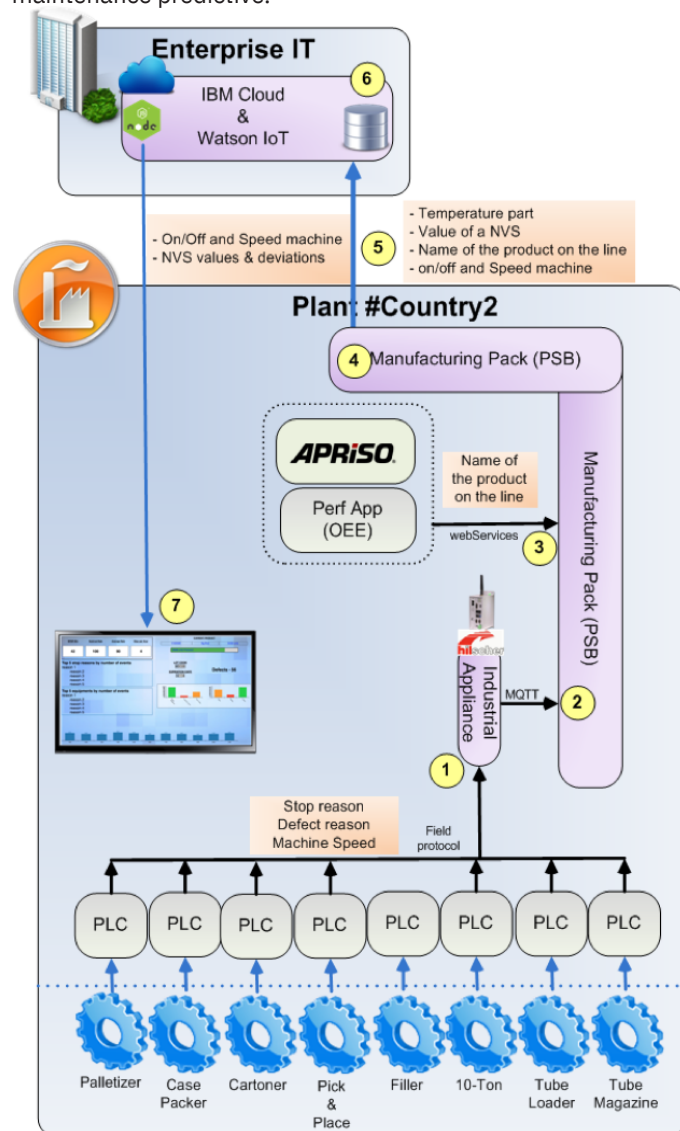 maintenance predictive.
Enterprise IT
6
IBM Cloud
&
Watson IoT
node
- On/Off and Speed machine
- NVS values & deviations
5
- Temperature part
- Value of a NVS
- Name of the product on the line
- on/off and Speed machine
Plant #Country2
4
Manufacturing Pack (PSB)
APRISO
Perf App
(OEE)
Name of
the product
on the line
webServices
3
Manufacturing Pack (PSB)
7
hilscher
Industrial
Appliance
MQTT
2
1
Stop reason
Defect reason
Machine Speed
Field
protocol
PLC
PLC
PLC
PLC
PLC
PLC
PLC
PLC
Palletizer
Case
Packer
Cartoner
Pick
&
Place
Filler
10-Ton
Tube
Loader
Tube
Magazine